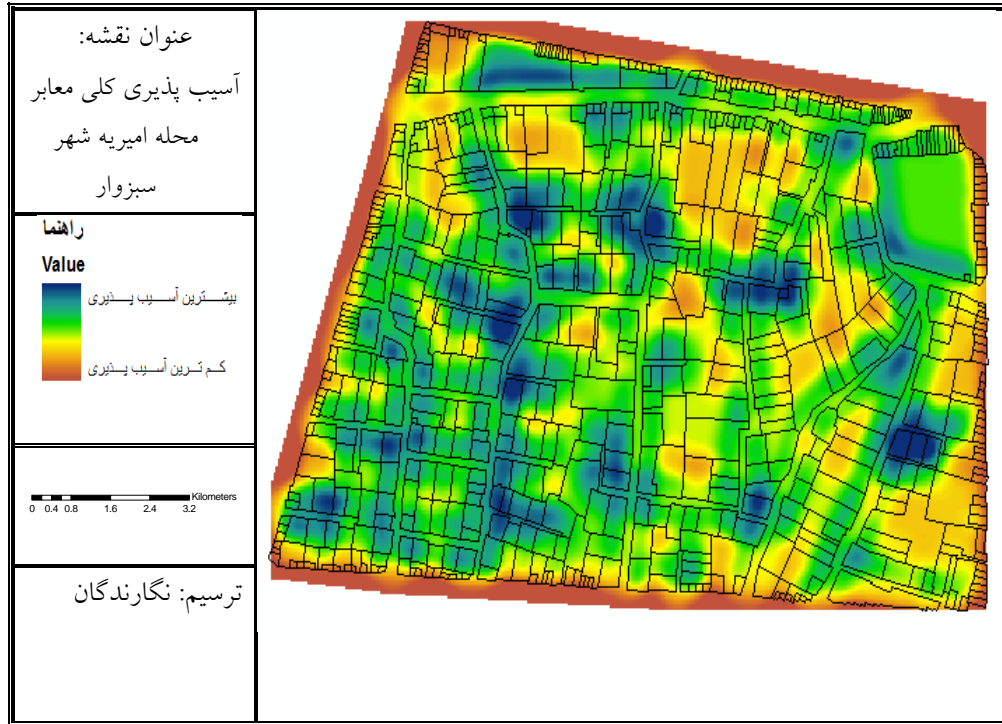 عنوان نقشه:
آسیب پذیری کلی معابر
محله امیریه شهر
سبزوار
راهنما
Value
بیشترین آسیب پذیری
کم ترین آسیب پذیری
Kilometers
0 0.4 0.8 1.6 2.4 3.2
ترسیم: نگارندگان